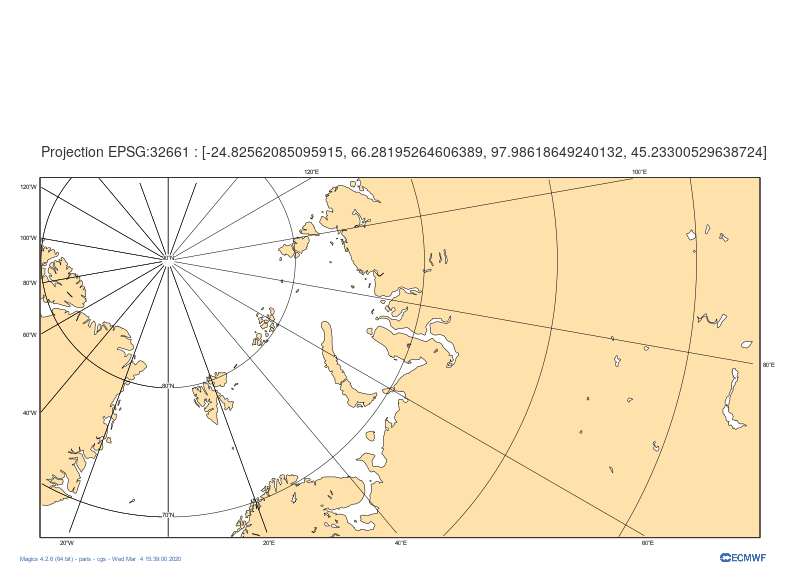 Projection EPSG:32661 : [-24.82562085095915, 66.28195264606389, 97.98618649240132, 45.23300529638724]
120°E 100°E
120°W
100°W
90°N
80°W
60°W
80°E
80°N
40°W
70°N
20°W 20°E 40°E 60°E
Magics 4.2.6 (64 bit) - paris - cgs - Wed Mar 4 15:39:00 2020
ECMWF